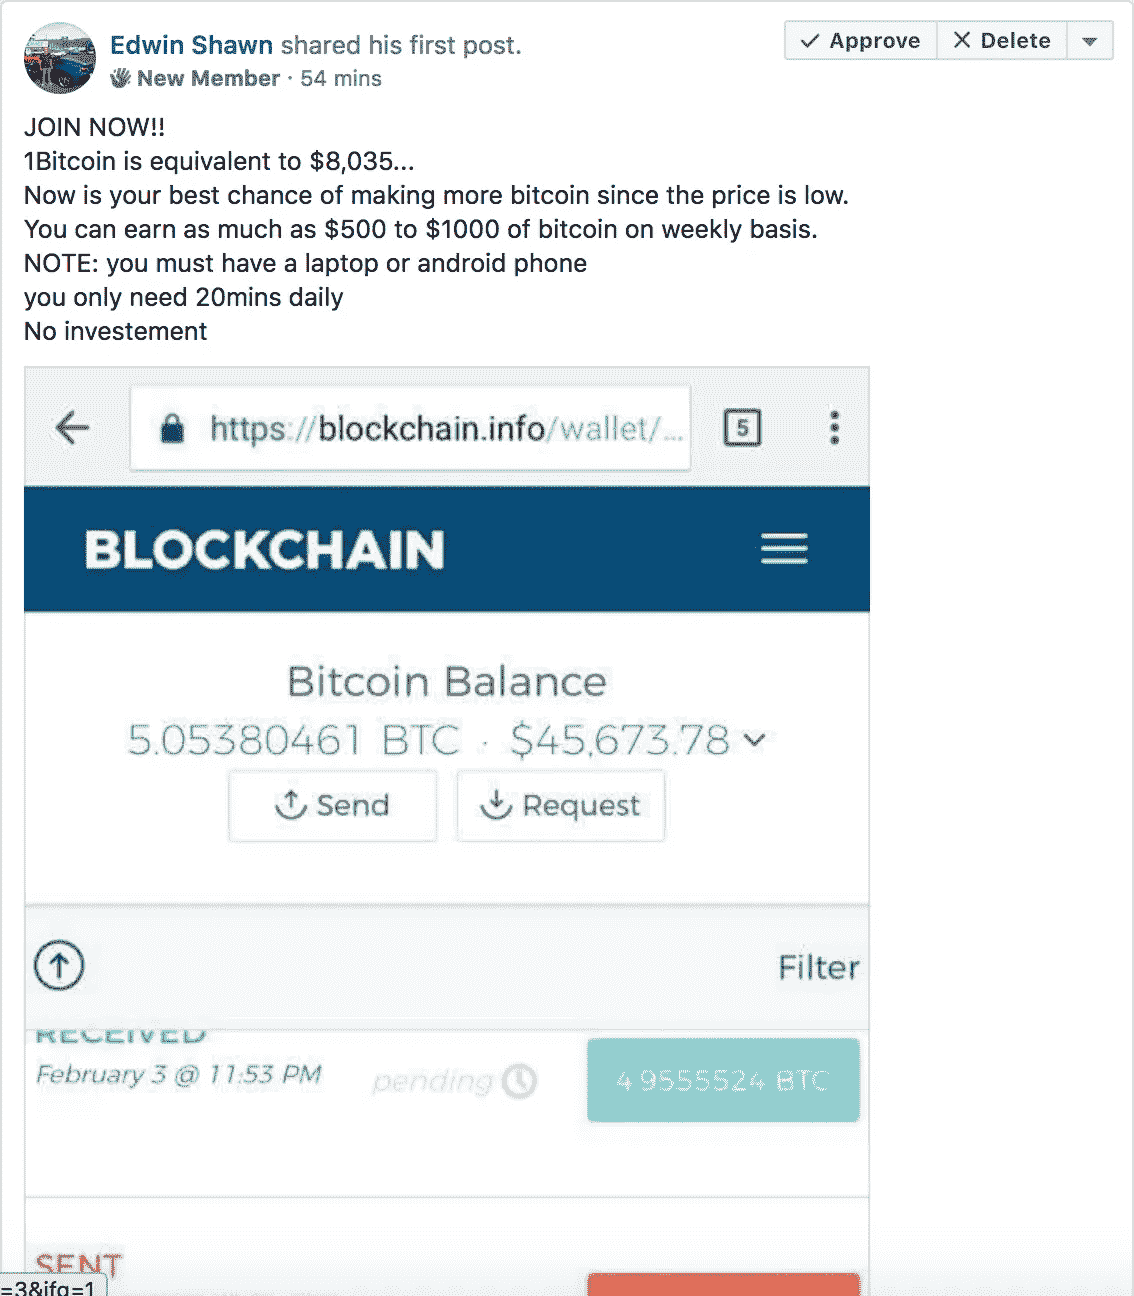 Edwin Shawn shared his first post.
New Member · 54 mins
Approve
Delete
JOIN NOW!!
1Bitcoin is equivalent to $8,035...
Now is your best chance of making more bitcoin since the price is low.
You can earn as much as $500 to $1000 of bitcoin on weekly basis.
NOTE: you must have a laptop or android phone
you only need 20mins daily
No investement
https://blockchain.info/wallet/...
5
BLOCKCHAIN
Bitcoin Balance
5.05380461 BTC · $45,673.78
Send
Request
Filter
RECEIVED
February 3 @ 11:53 PM
pending
4.9555524 BTC
SENT
=3&ifg=1